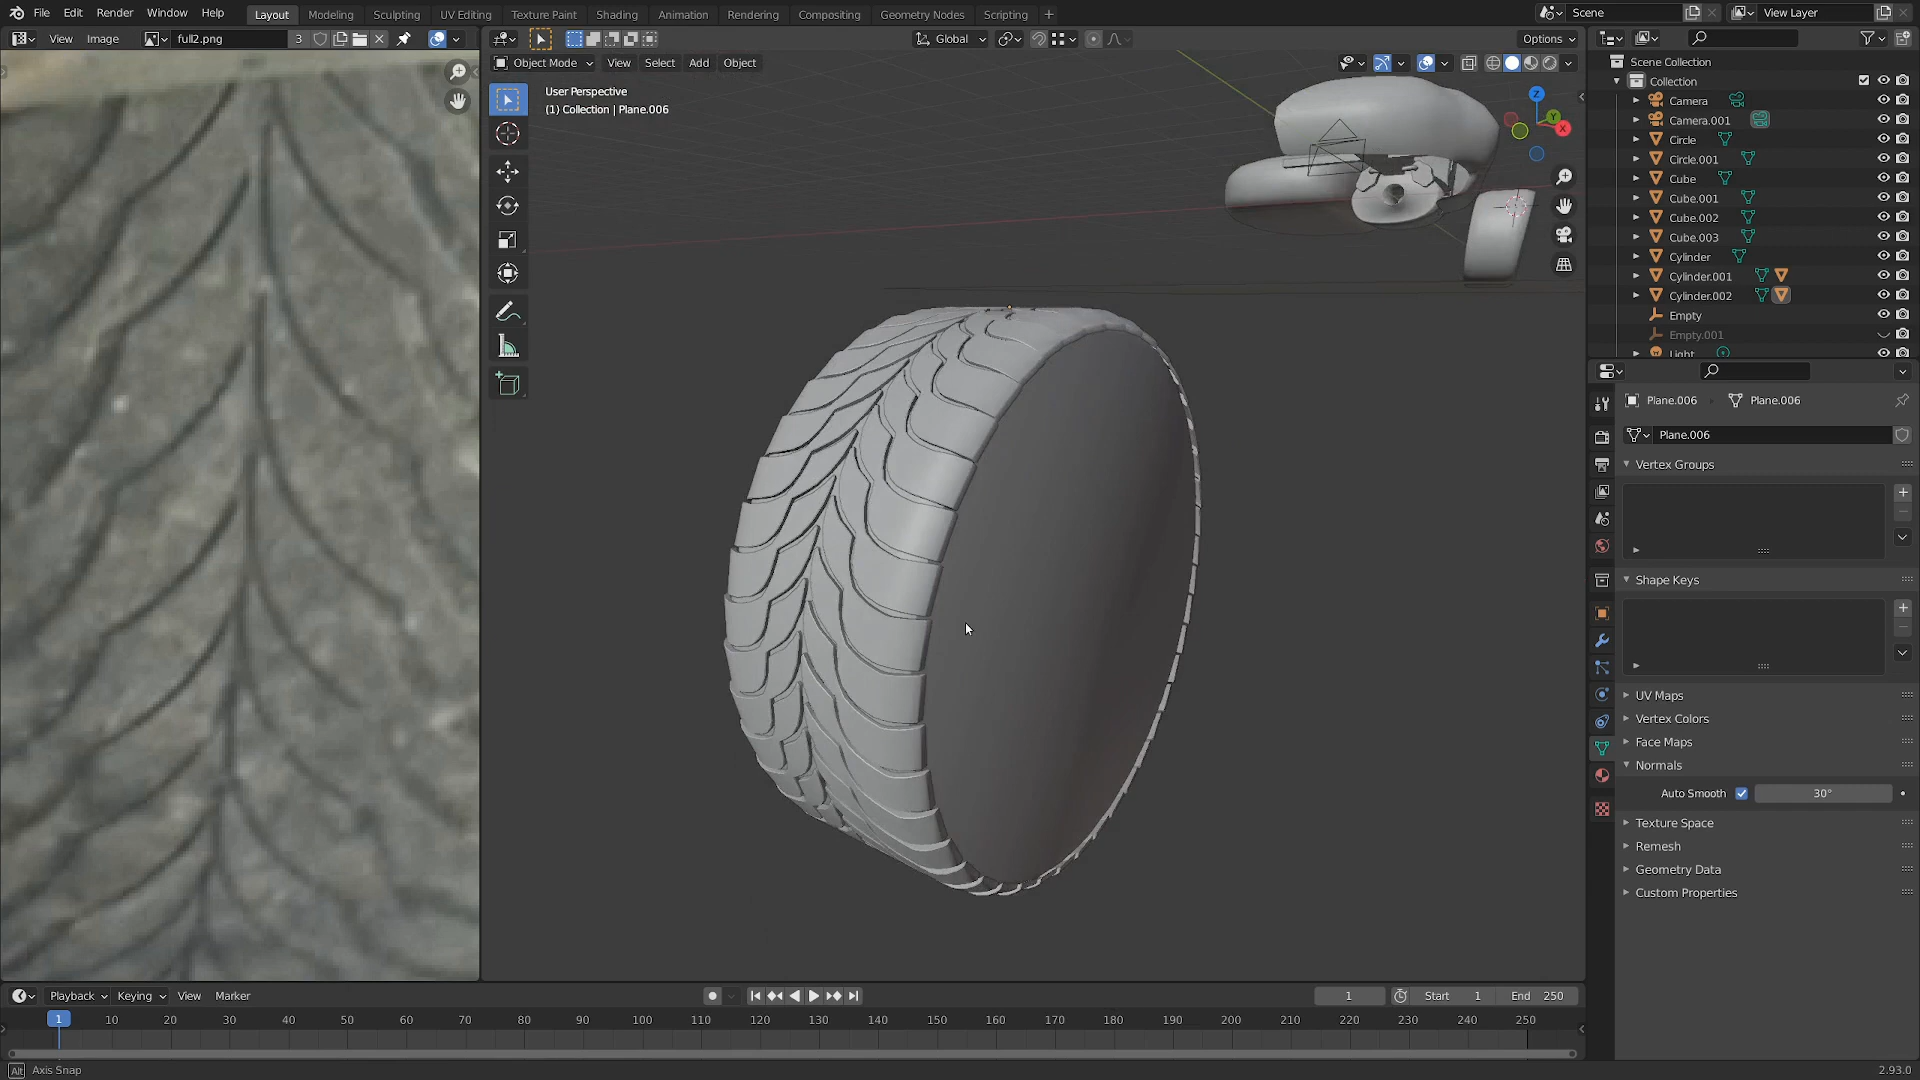 File Edit Render Window Help Layout Modeling Sculpting UV Editing Texture Paint Shading Animation Rendering Compositing Geometry Nodes Scripting + Scene View Layer
View Image full2.png 3 Global Options
Object Mode View Select Add Object
User Perspective
(1) Collection | Plane.006
Z
Y
X
Scene Collection
Collection
Camera
Camera.001
Circle
Circle.001
Cube
Cube.001
Cube.002
Cube.003
Cylinder
Cylinder.001
Cylinder.002
Empty
Empty.001
Light
Plane.006 Plane.006
Plane.006
Vertex Groups
Shape Keys
UV Maps
Vertex Colors
Face Maps
Normals
Auto Smooth 30°
Texture Space
Remesh
Geometry Data
Custom Properties
Playback Keying View Marker 1 Start 1 End 250
1 10 20 30 40 50 60 70 80 90 100 110 120 130 140 150 160 170 180 190 200 210 220 230 240 250
Alt Axis Snap 2.93.0